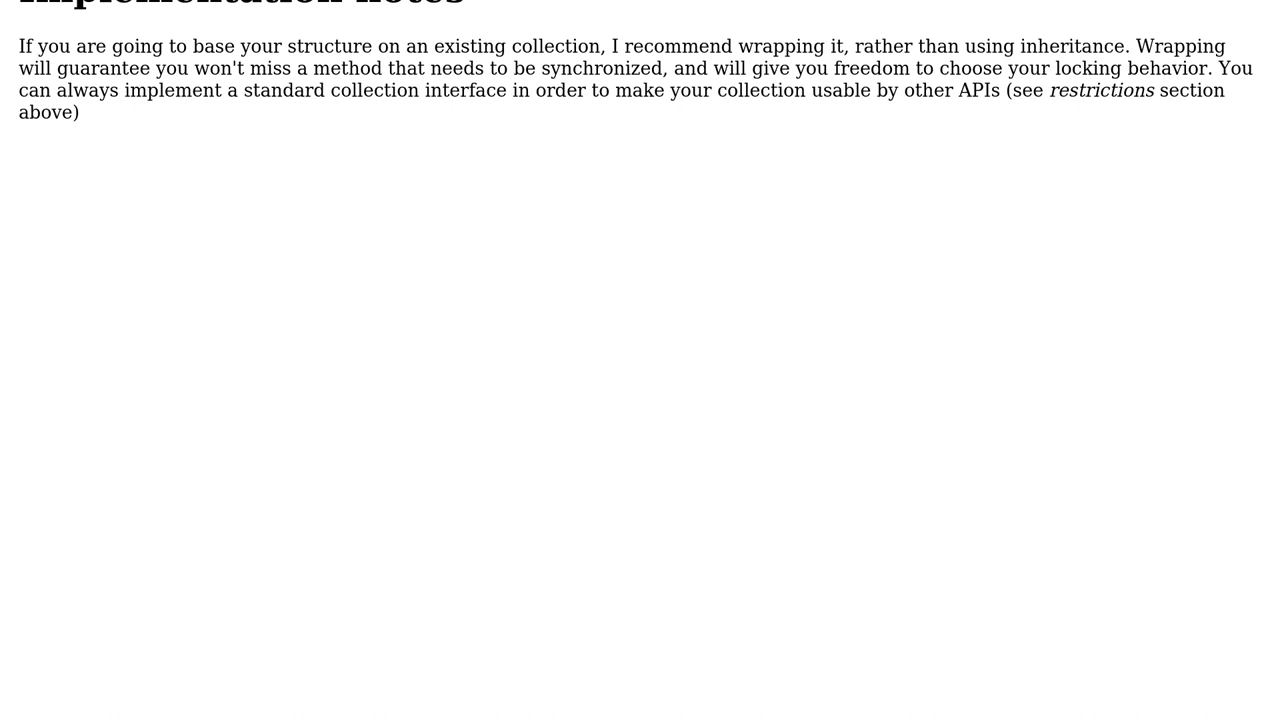 Implementation notes
If you are going to base your structure on an existing collection, I recommend wrapping it, rather than using inheritance. Wrapping
will guarantee you won't miss a method that needs to be synchronized, and will give you freedom to choose your locking behavior. You
can always implement a standard collection interface in order to make your collection usable by other APIs (see restrictions section
above)